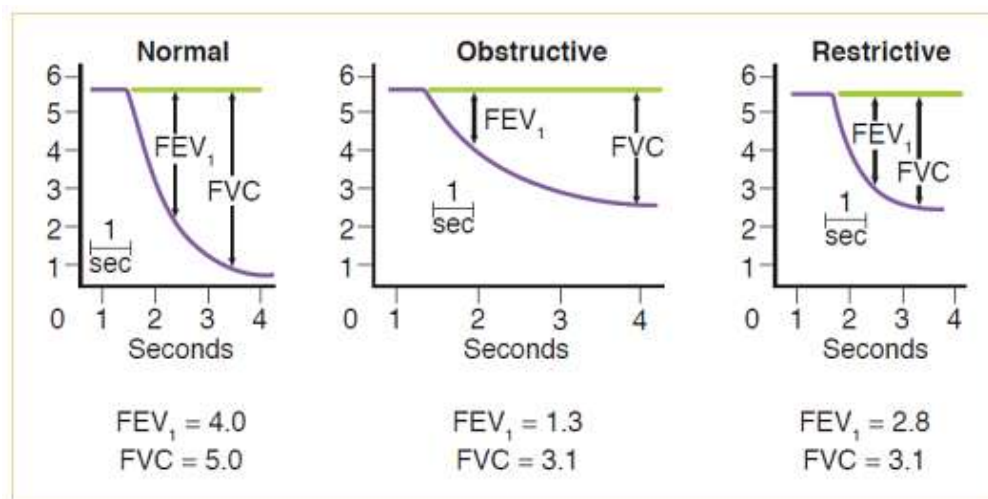 Normal
6
5
4
3
2
1
FEV1
FVC
1
sec
0 1 2 3 4
Seconds
FEV1 = 4.0
FVC = 5.0
Obstructive
6
5
4
3
2
1
FEV1
FVC
1
sec
0 1 2 3 4
Seconds
FEV1 = 1.3
FVC = 3.1
Restrictive
6
5
4
3
2
1
FEV1
FVC
1
sec
0 1 2 3 4
Seconds
FEV1 = 2.8
FVC = 3.1